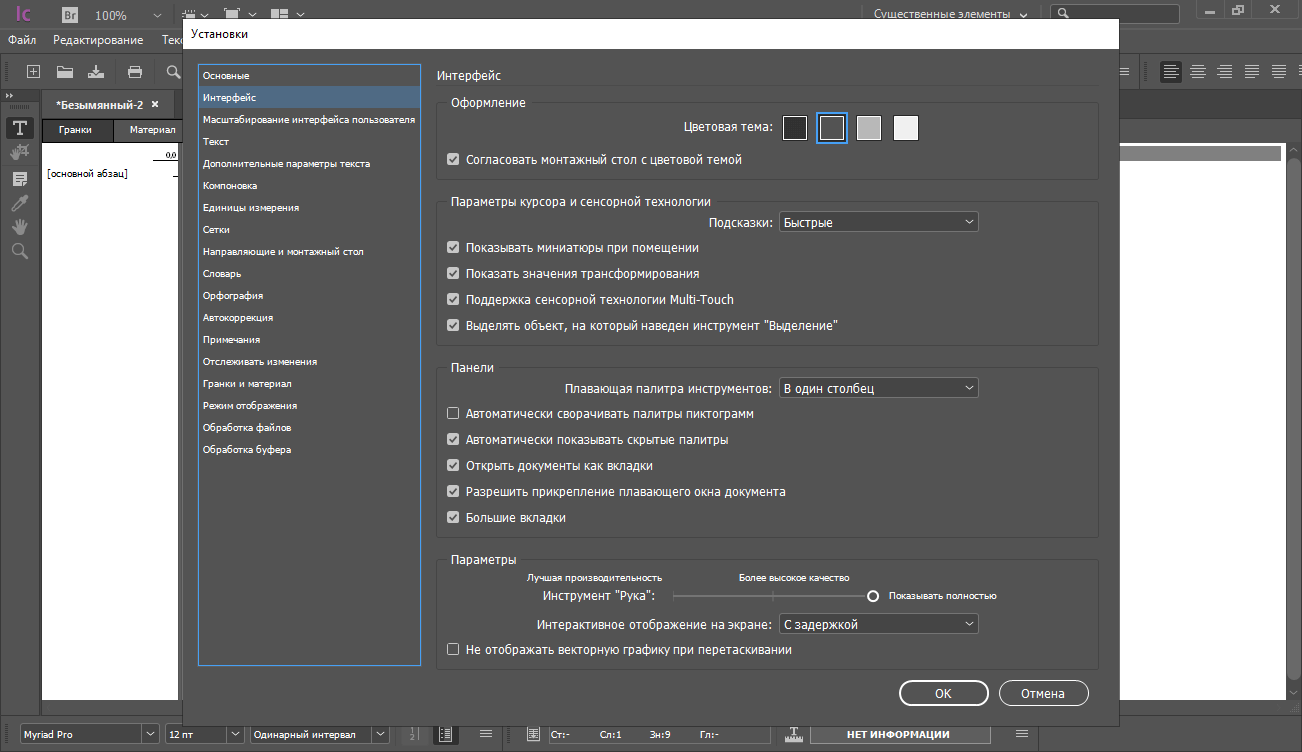 Ic
Br
100%
Существенные элементы
Файл
Редактирование
Тек
Установки
*Безымянный-2 ×
Гранки
Материал
0,0
[основной абзац]
Основные
Интерфейс
Масштабирование интерфейса пользователя
Текст
Дополнительные параметры текста
Компоновка
Единицы измерения
Сетки
Направляющие и монтажный стол
Словарь
Орфография
Автокоррекция
Примечания
Отслеживать изменения
Гранки и материал
Режим отображения
Обработка файлов
Обработка буфера
Интерфейс
Оформление
Цветовая тема:
Согласовать монтажный стол с цветовой темой
Параметры курсора и сенсорной технологии
Подсказки: Быстрые
Показывать миниатюры при помещении
Показать значения трансформирования
Поддержка сенсорной технологии Multi-Touch
Выделять объект, на который наведен инструмент "Выделение"
Панели
Плавающая палитра инструментов: В один столбец
Автоматически сворачивать палитры пиктограмм
Автоматически показывать скрытые палитры
Открыть документы как вкладки
Разрешить прикрепление плавающего окна документа
Большие вкладки
Параметры
Лучшая производительность
Более высокое качество
Инструмент "Рука":
Показывать полностью
Интерактивное отображение на экране: С задержкой
Не отображать векторную графику при перетаскивании
OK
Отмена
Myriad Pro
12 пт
Одинарный интервал
Ст:-
Сл:1
Зн:9
Гл:-
НЕТ ИНФОРМАЦИИ